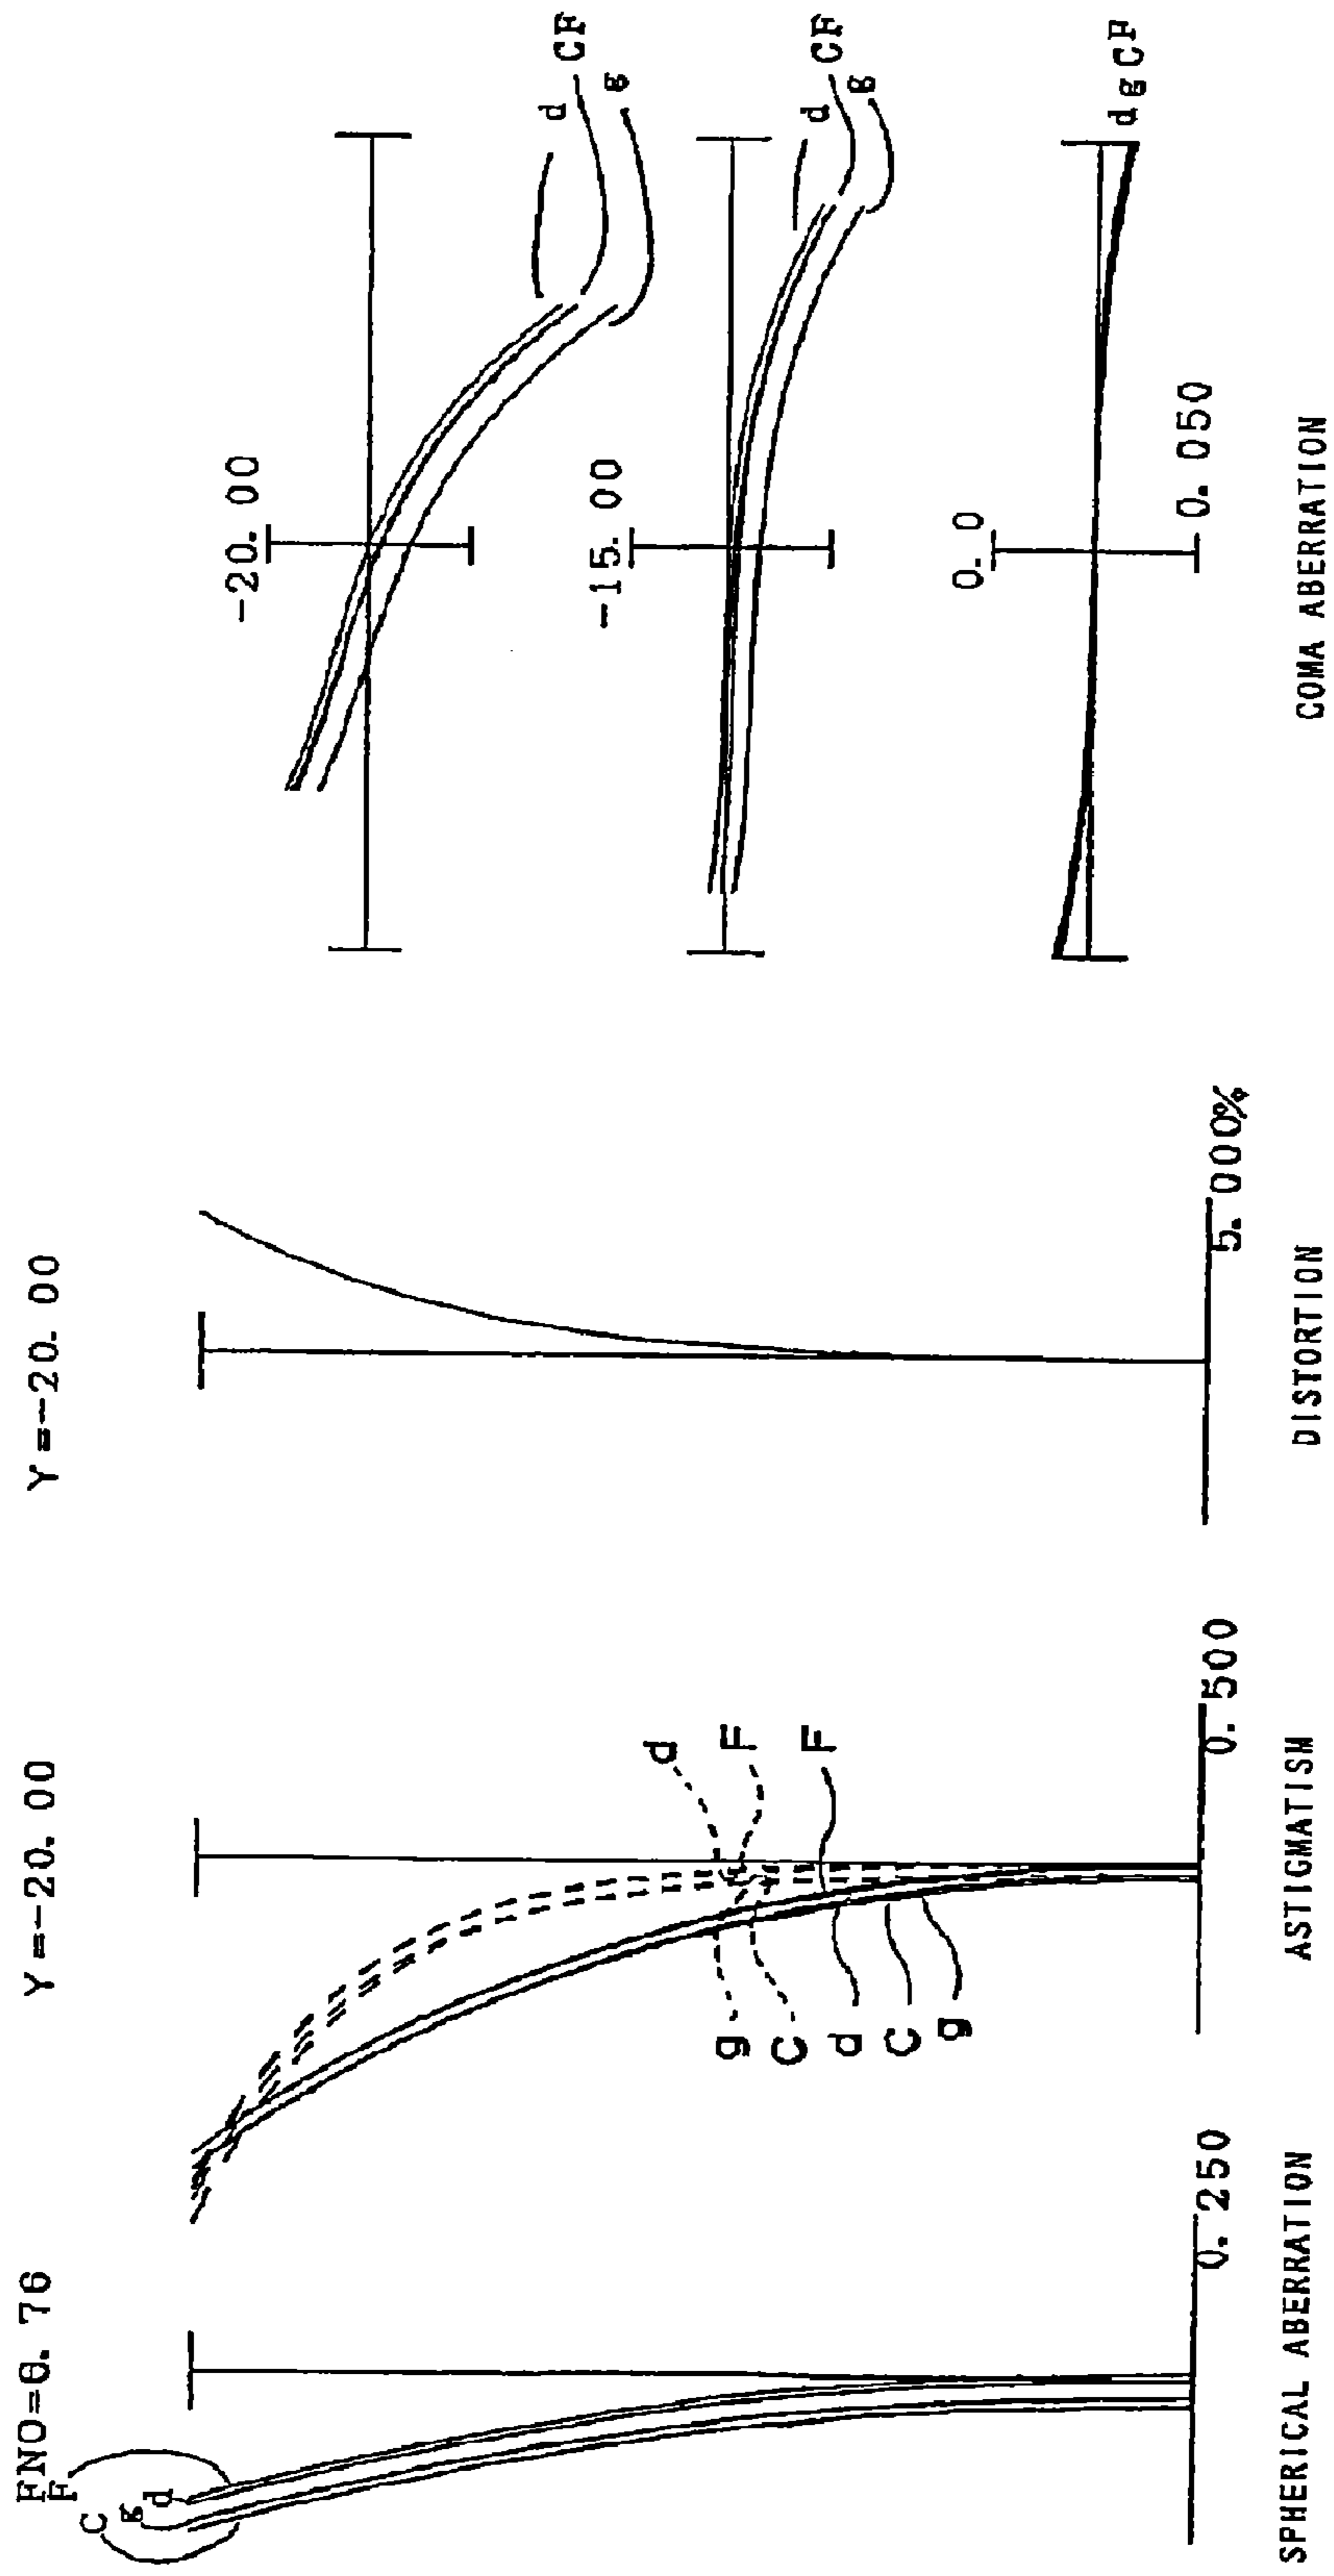 FNO=6. 76
F
C
g
d
0. 250
SPHERICAL ABERRATION
Y=-20. 00
d
F
F
g
C
d
C
g
0. 500
ASTIGMATISM
Y=-20. 00
5. 000%
DISTORTION
-20. 00
d
CF
g
-15. 00
d
CF
g
0. 0
dgCF
0. 050
COMA ABERRATION